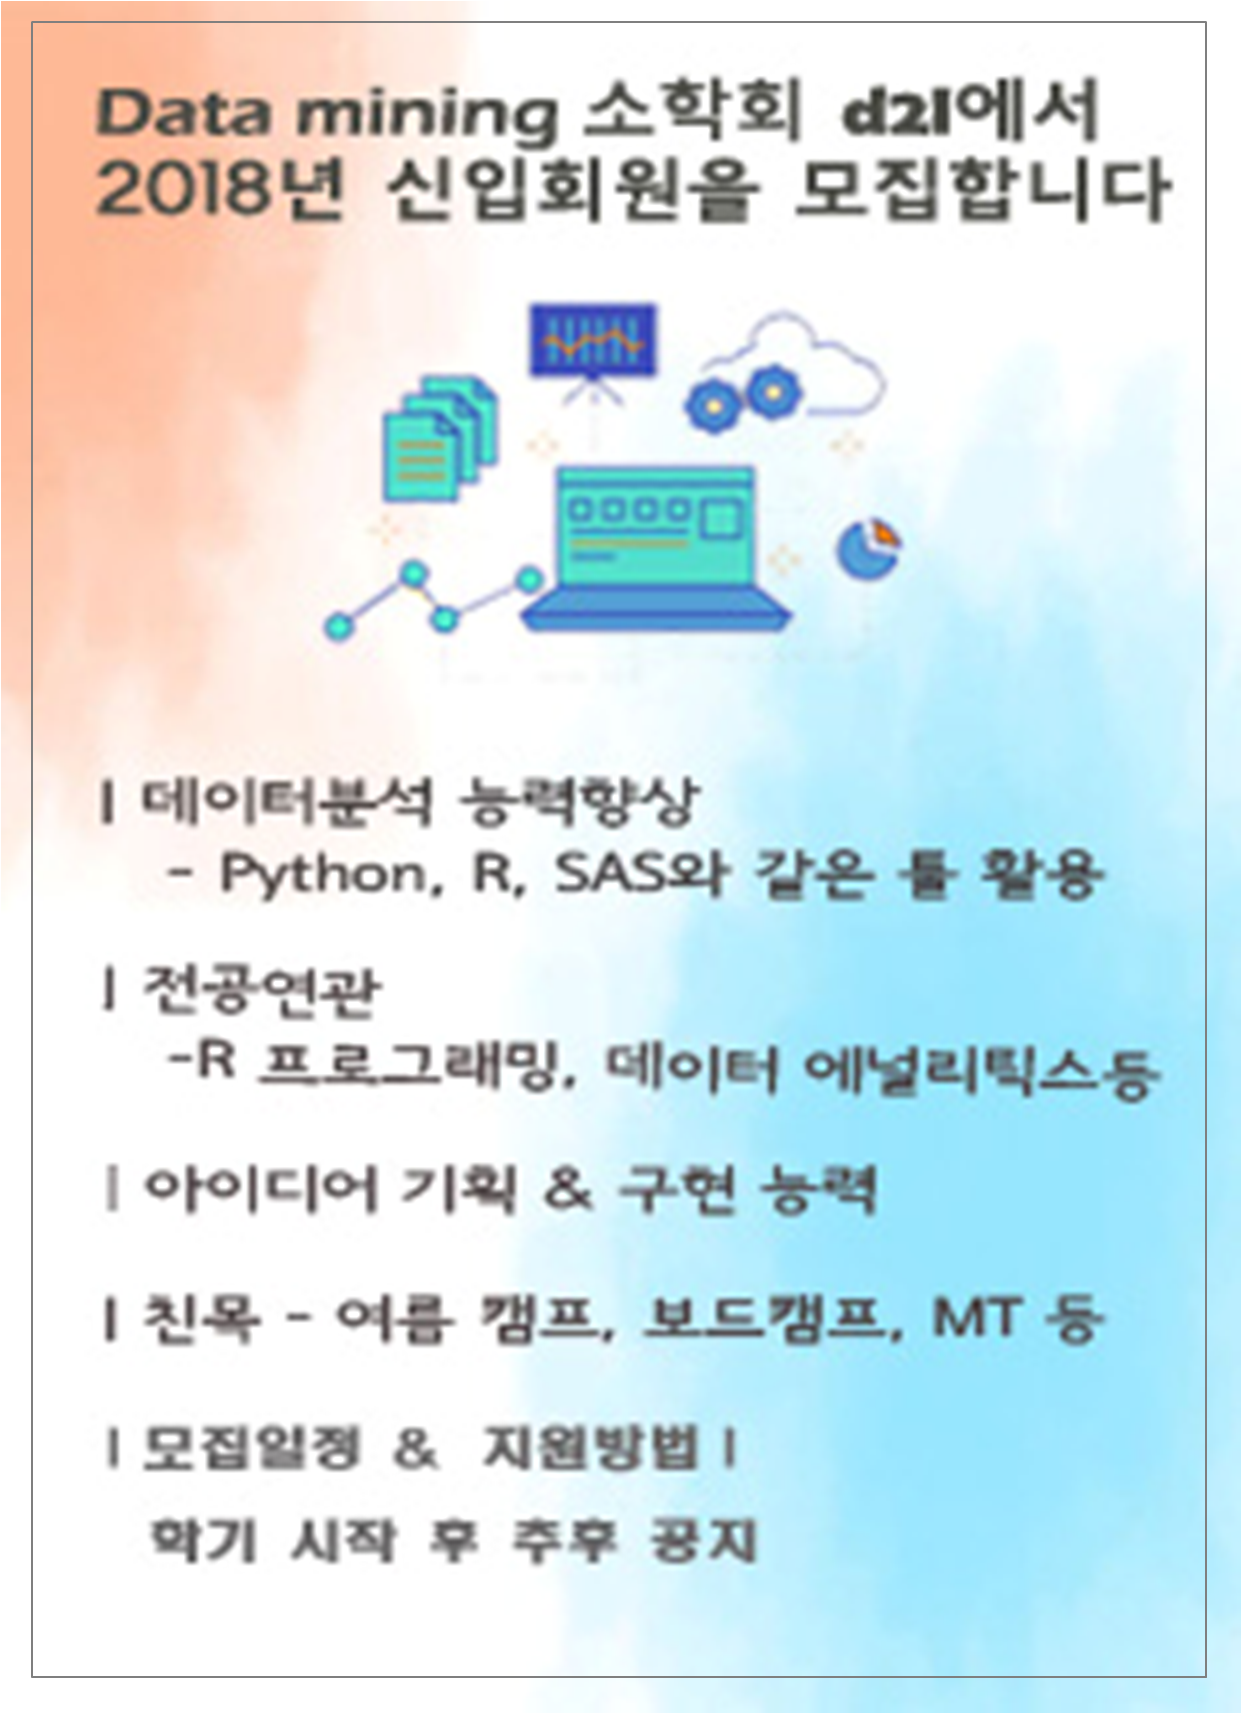 Data mining 소학회 d2l에서
2018년 신입회원을 모집합니다
| 데이터분석 능력향상
- Python, R, SAS와 같은 툴 활용
| 전공연관
-R 프로그래밍, 데이터 에널리틱스등
| 아이디어 기획 & 구현 능력
| 친목 - 여름 캠프, 보드캠프, MT 등
| 모집일정 & 지원방법 |
학기 시작 후 추후 공지